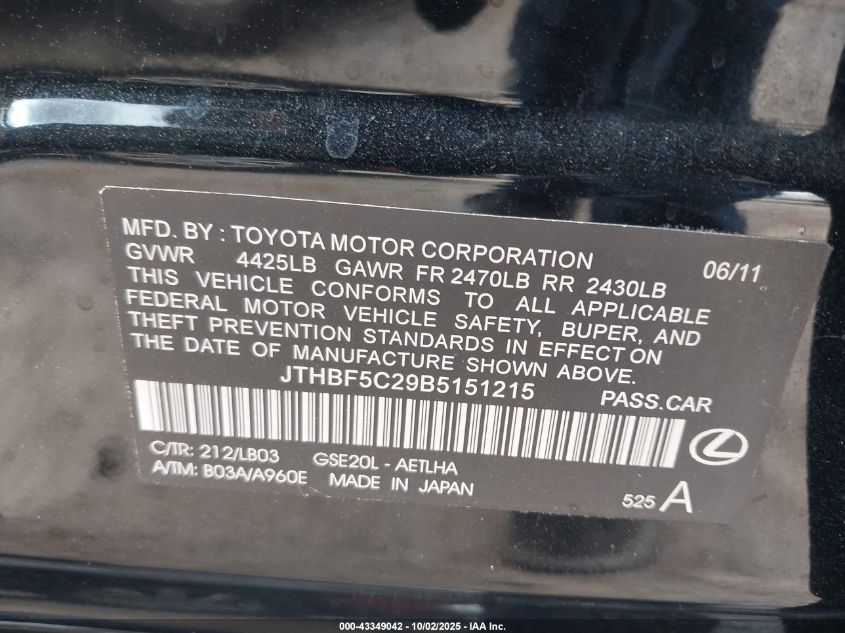 MFD. BY : TOYOTA MOTOR CORPORATION 06/11
GVWR 4425LB GAWR FR 2470LB RR 2430LB
THIS VEHICLE CONFORMS TO ALL APPLICABLE
FEDERAL MOTOR VEHICLE SAFETY, BUPER, AND
THEFT PREVENTION STANDARDS IN EFFECT ON
THE DATE OF MANUFACTURE SHOWN ABOVE.
JTHBF5C29B5151215 PASS.CAR
C/TR: 212/LB03 GSE20L - AETLHA
A/TM: B03A/A960E MADE IN JAPAN
525 A
000-43349042 - 10/02/2025 - IAA Inc.